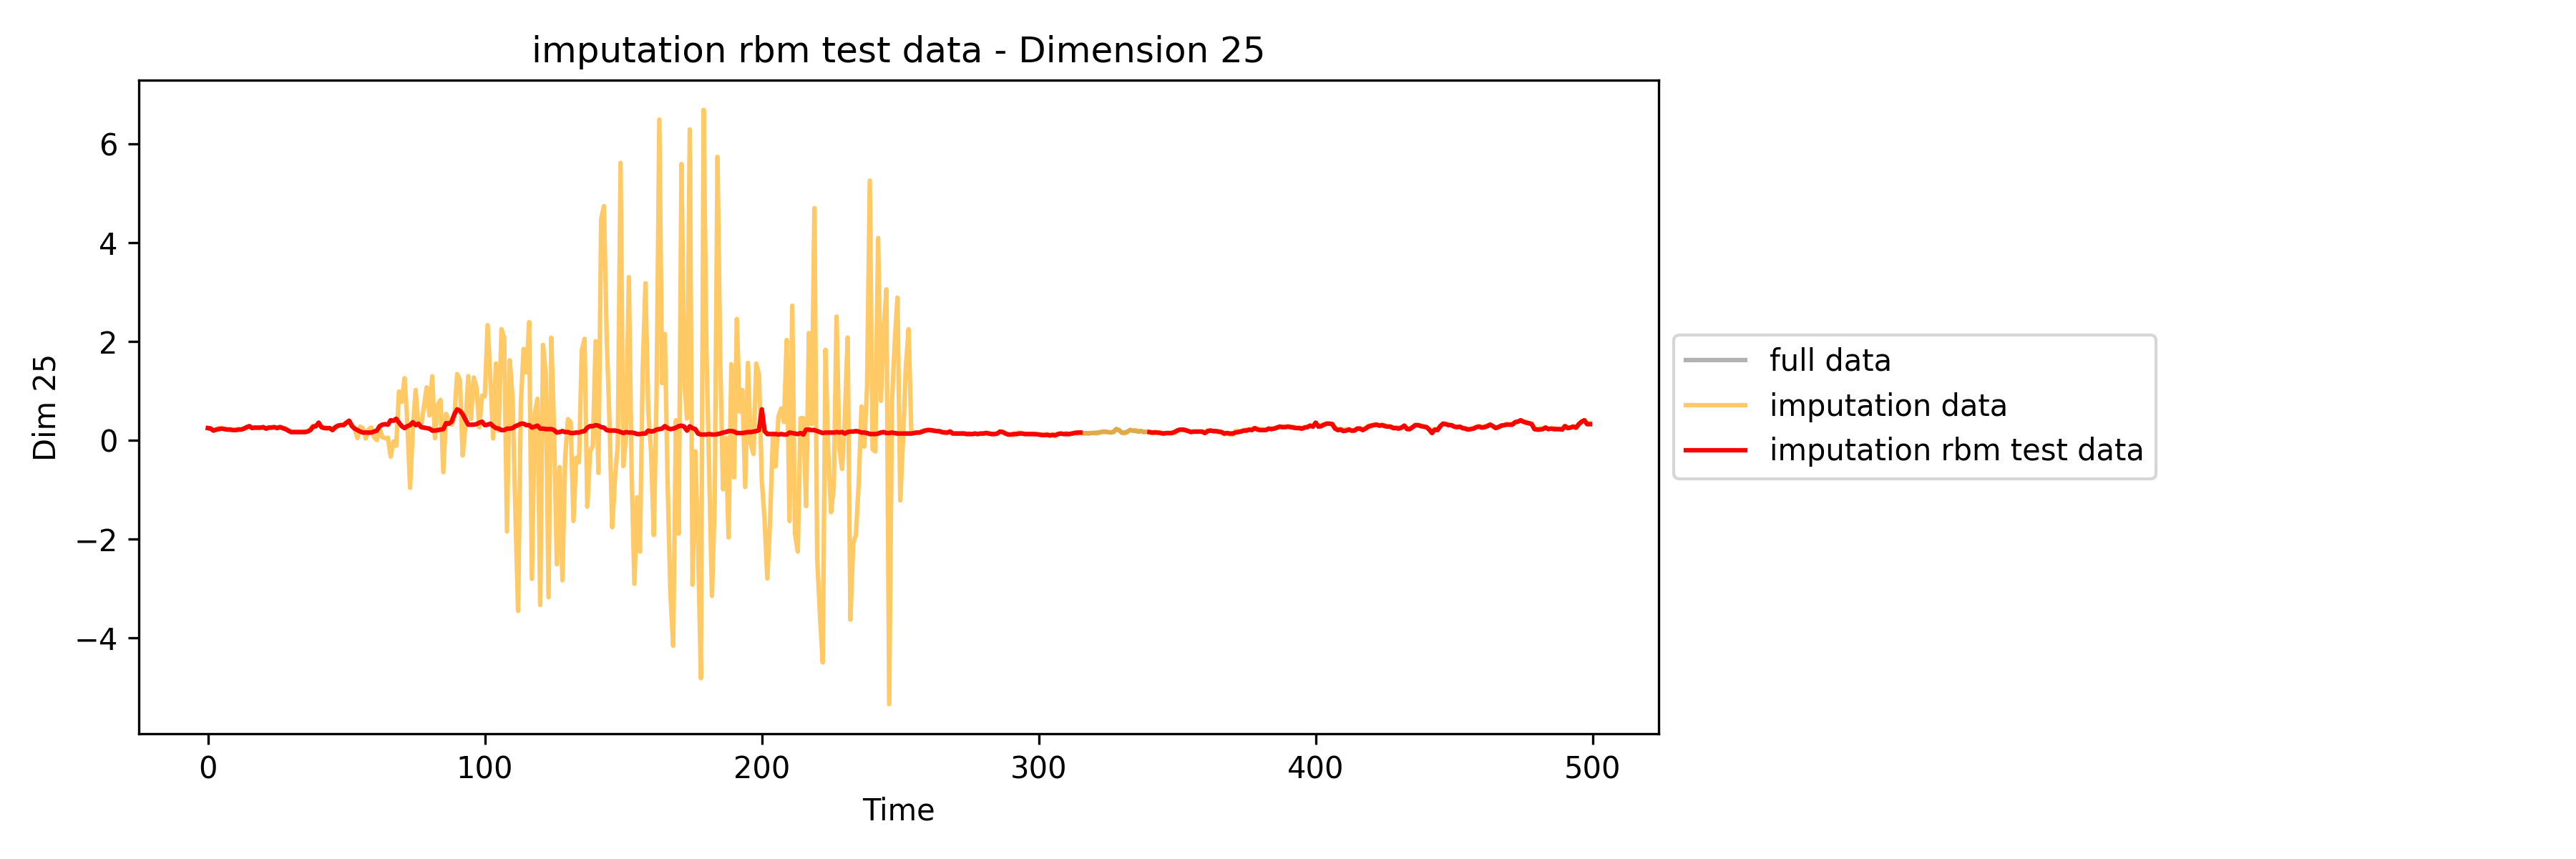 imputation rbm test data - Dimension 25
6
4
2
0
−2
−4
Dim 25
0
100
200
300
400
500
Time
full data
imputation data
imputation rbm test data